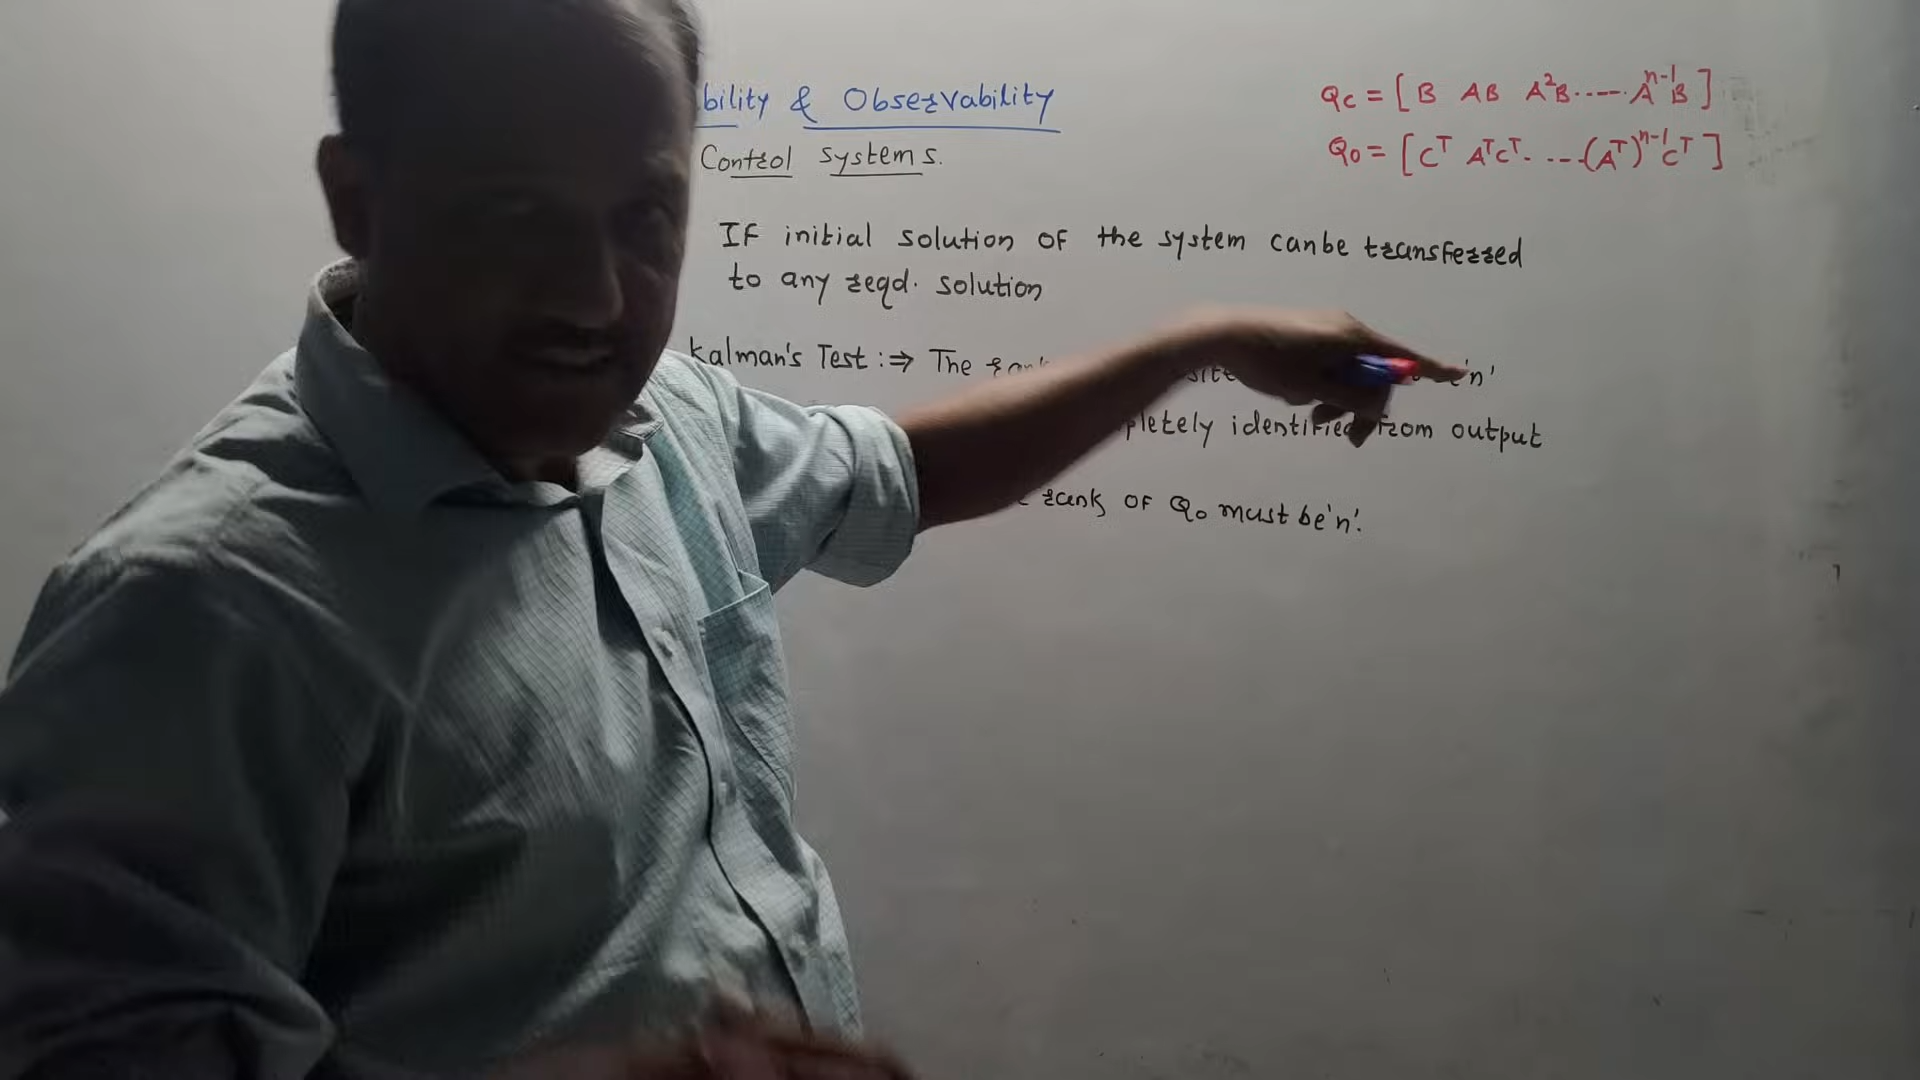 bility & Observability
Control systems.
Qc = [ B AB A²B ..... Aⁿ⁻¹B ]
Qo = [ Cᵀ AᵀCᵀ. ....(Aᵀ)ⁿ⁻¹Cᵀ ]
If initial solution of the system canbe transferred
to any reqd. solution
Kalman's Test :⇒ The 'n'
pletely identified from output
rank of Qo must be 'n'.